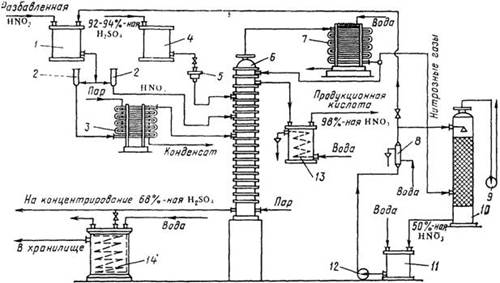 Разбавленная
HNO₃
92-94%-ная
H₂SO₄
1
4
2
2
5
Пар
HNO₃
3
Конденсат
6
7
Вода
Нитрозные газы
Продукционная
кислота
98%-ная HNO₃
Вода
13
8
Вода
9
10
На концентрирование 68%-ная H₂SO₄
Пар
Вода
В хранилище
14
Вода
50%-ная
HNO₃
12
11